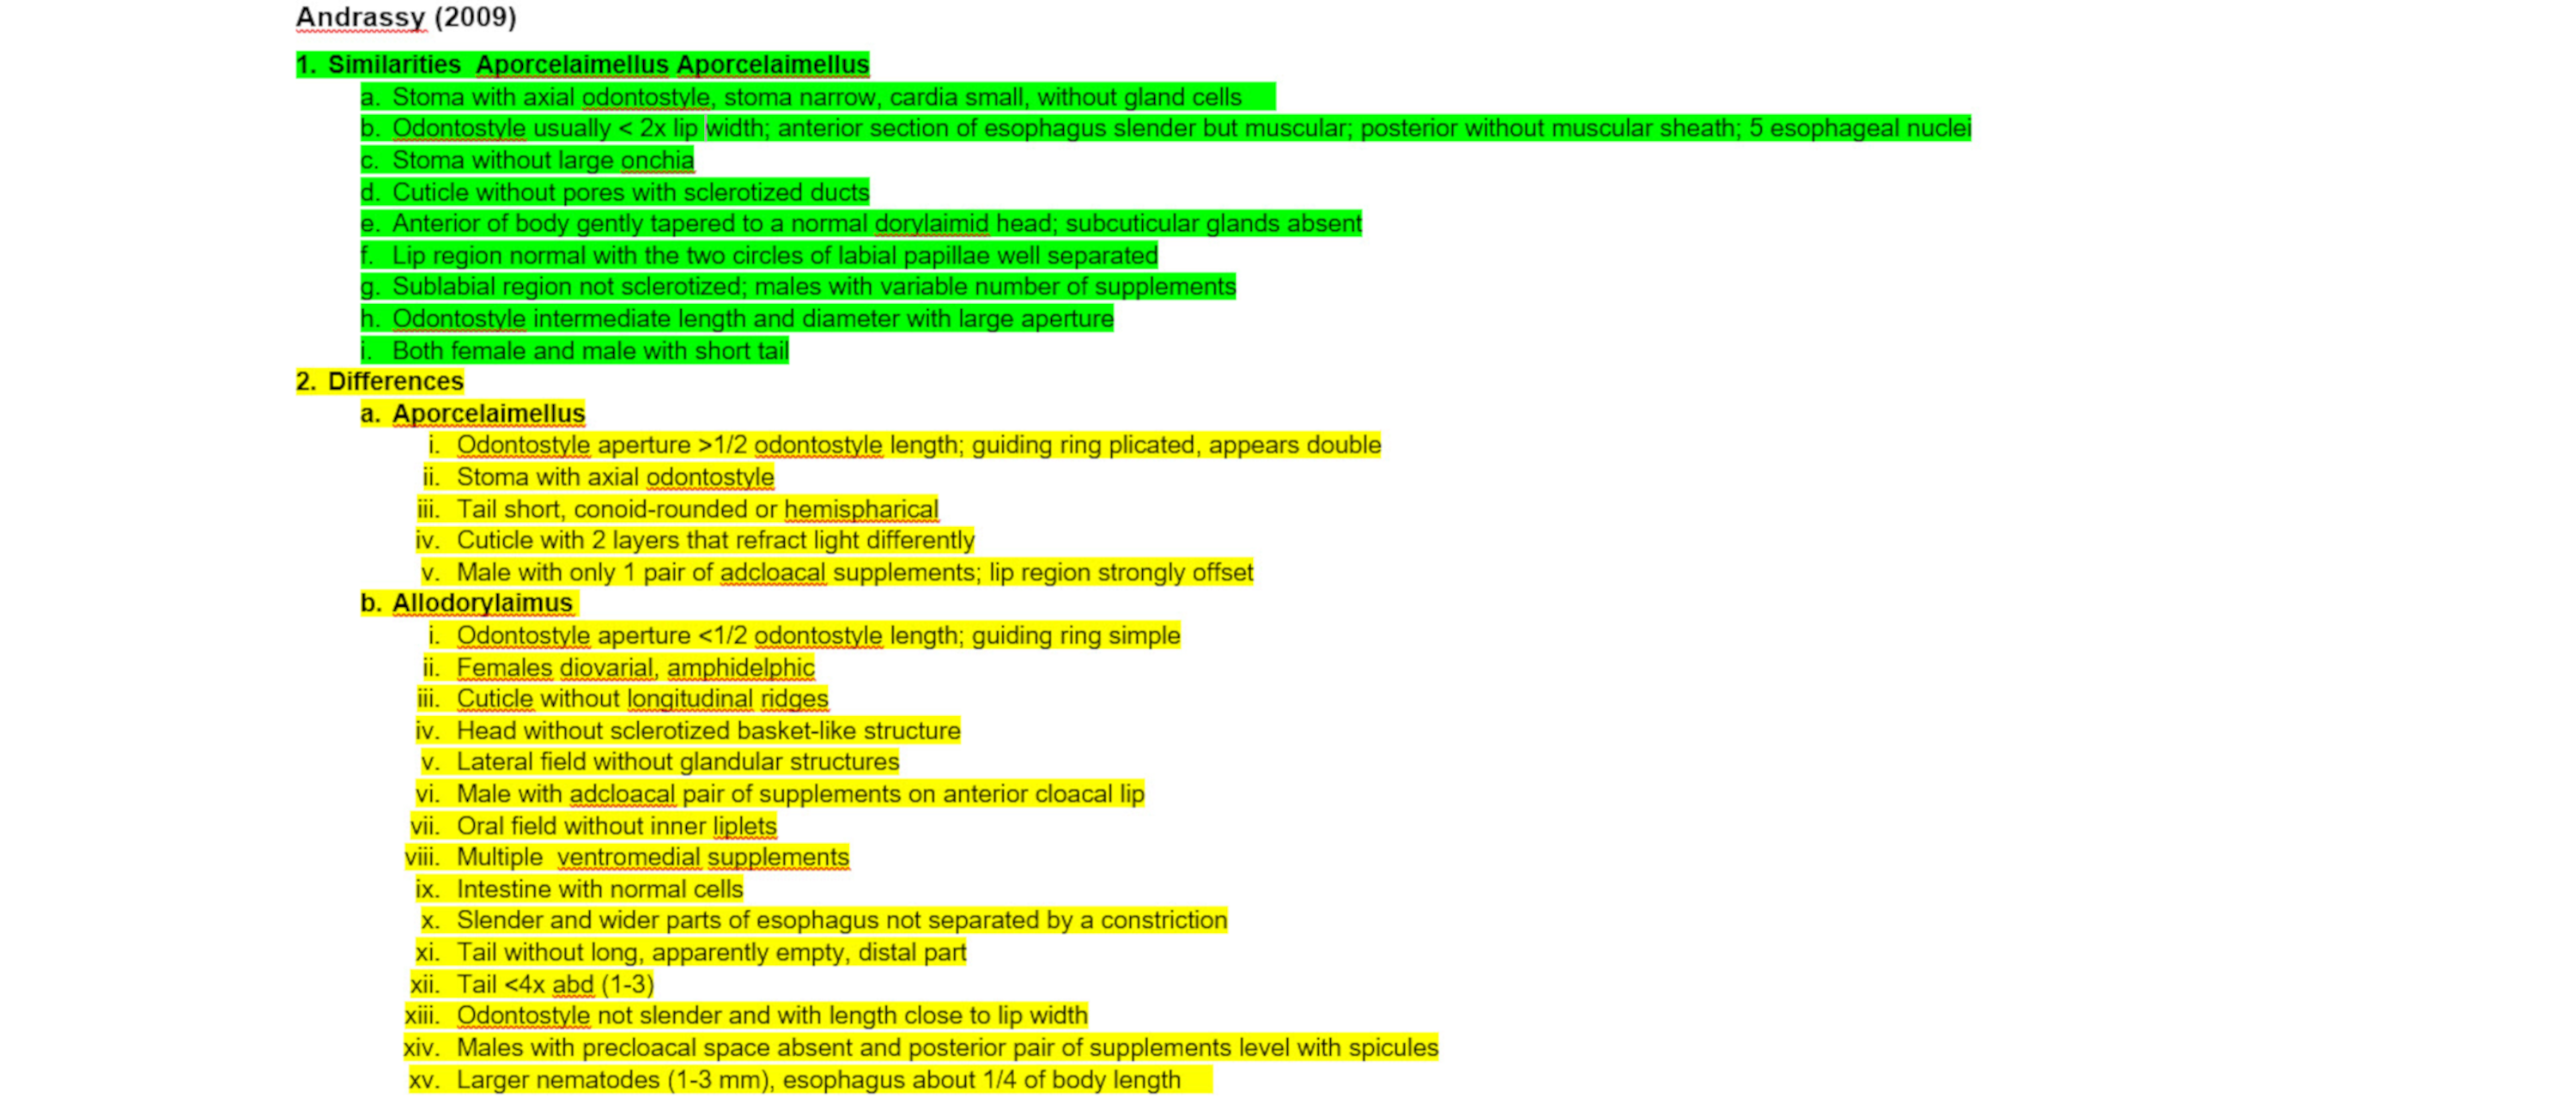 Andrassy (2009)
1. Similarities Aporcelaimellus Aporcelaimellus
a. Stoma with axial odontostyle, stoma narrow, cardia small, without gland cells
b. Odontostyle usually < 2x lip width; anterior section of esophagus slender but muscular; posterior without muscular sheath; 5 esophageal nuclei
c. Stoma without large onchia
d. Cuticle without pores with sclerotized ducts
e. Anterior of body gently tapered to a normal dorylaimid head; subcuticular glands absent
f. Lip region normal with the two circles of labial papillae well separated
g. Sublabial region not sclerotized; males with variable number of supplements
h. Odontostyle intermediate length and diameter with large aperture
i. Both female and male with short tail
2. Differences
a. Aporcelaimellus
i. Odontostyle aperture >1/2 odontostyle length; guiding ring plicated, appears double
ii. Stoma with axial odontostyle
iii. Tail short, conoid-rounded or hemispharical
iv. Cuticle with 2 layers that refract light differently
v. Male with only 1 pair of adcloacal supplements; lip region strongly offset
b. Allodorylaimus
i. Odontostyle aperture <1/2 odontostyle length; guiding ring simple
ii. Females diovarial, amphidelphic
iii. Cuticle without longitudinal ridges
iv. Head without sclerotized basket-like structure
v. Lateral field without glandular structures
vi. Male with adcloacal pair of supplements on anterior cloacal lip
vii. Oral field without inner liplets
viii. Multiple ventromedial supplements
ix. Intestine with normal cells
x. Slender and wider parts of esophagus not separated by a constriction
xi. Tail without long, apparently empty, distal part
xii. Tail <4x abd (1-3)
xiii. Odontostyle not slender and with length close to lip width
xiv. Males with precloacal space absent and posterior pair of supplements level with spicules
xv. Larger nematodes (1-3 mm), esophagus about 1/4 of body length